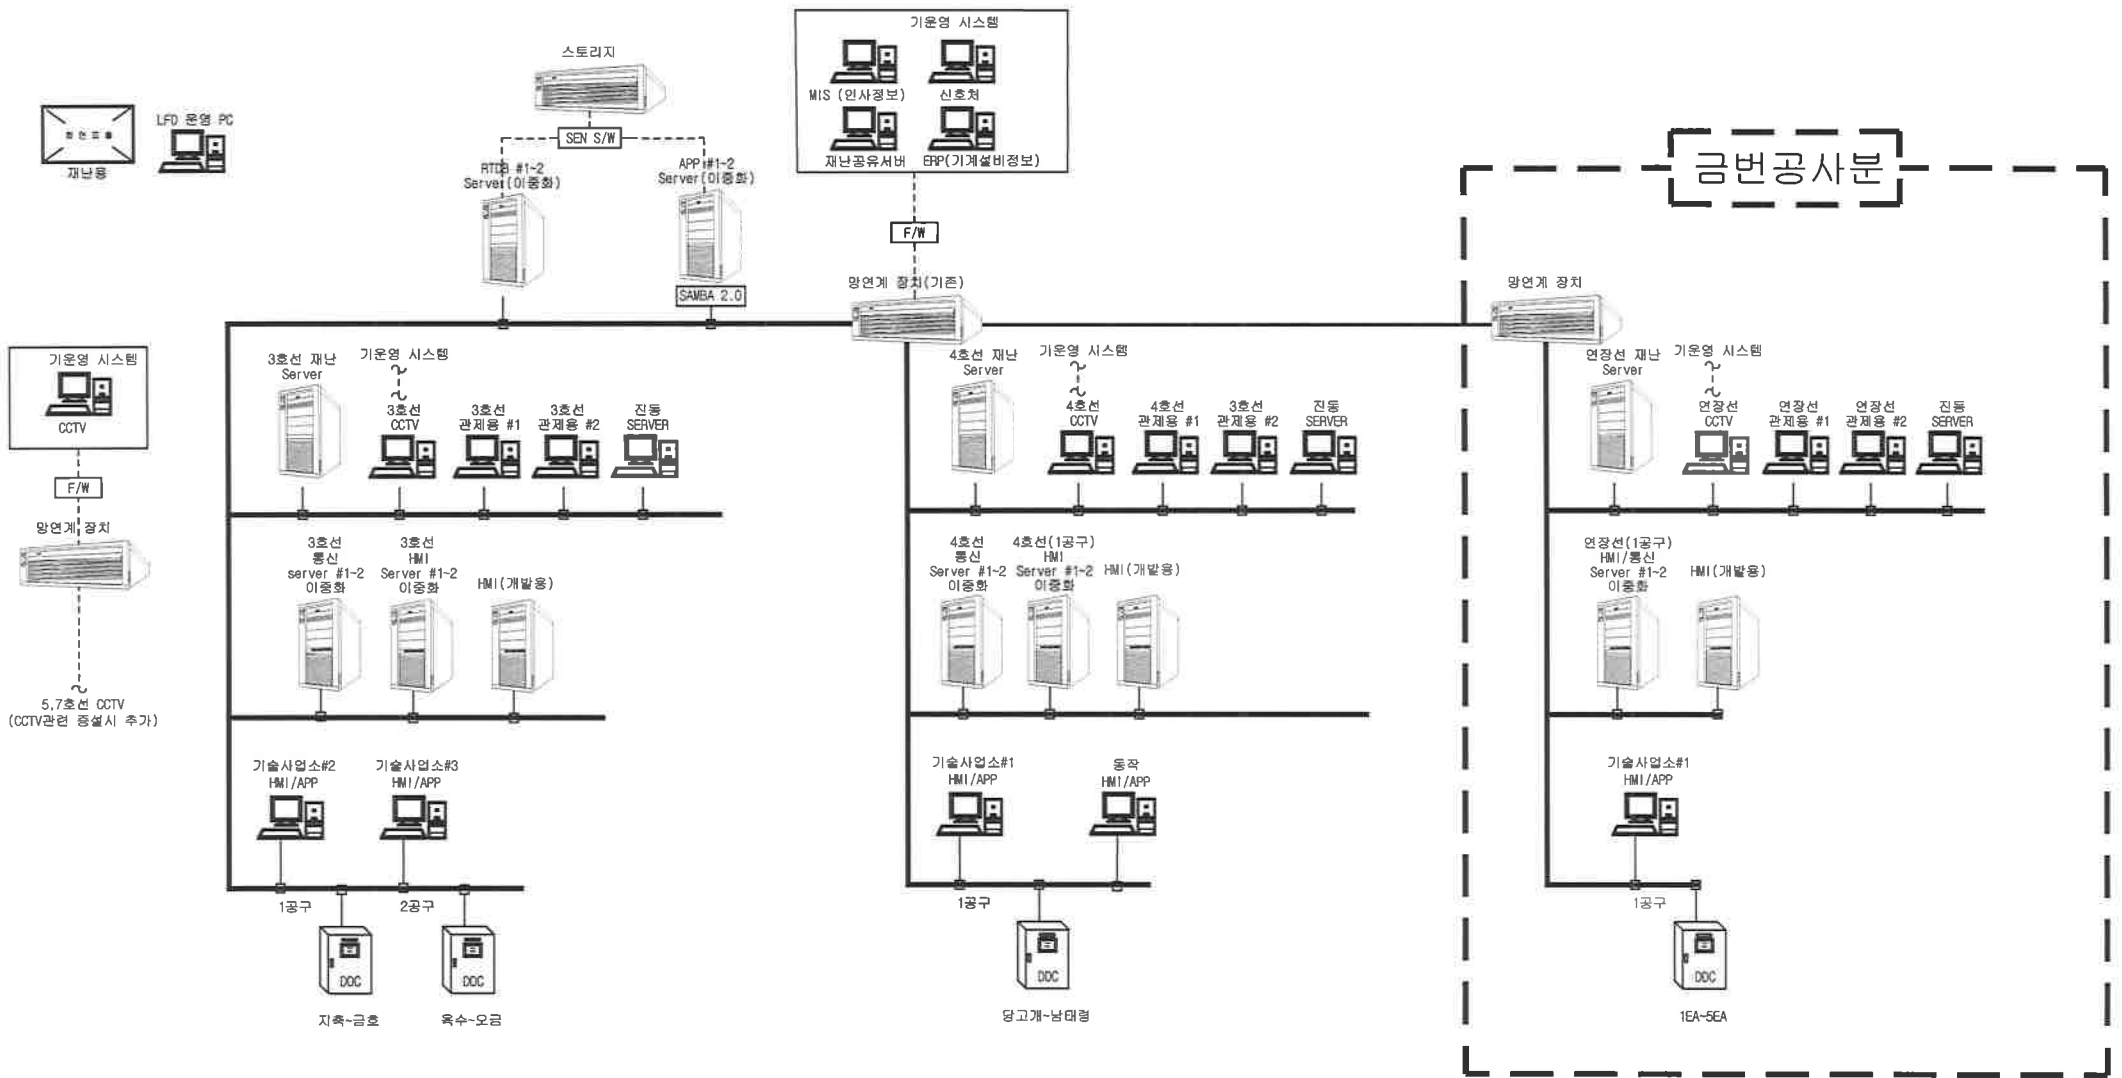 기운영 시스템
MIS (인사정보)
신호처
재난공유서버
ERP(기계설비정보)
F/W
망연계 장치(기존)
스토리지
SEN S/W
RTDB #1~2
Server(이중화)
APP #1~2
Server(이중화)
SAMBA 2.0
재난용
LFD 운영 PC
기운영 시스템
CCTV
F/W
망연계 장치
5,7호선 CCTV
(CCTV관련 증설시 추가)
3호선 재난
Server
기운영 시스템
3호선
CCTV
3호선
관제용 #1
3호선
관제용 #2
진동
SERVER
3호선
통신
server #1~2
이중화
3호선
HMI
Server #1~2
이중화
HMI(개발용)
기술사업소#2
HMI/APP
기술사업소#3
HMI/APP
1공구
2공구
DDC
DDC
지축~금호
옥수~오금
4호선 재난
Server
기운영 시스템
4호선
CCTV
4호선
관제용 #1
3호선
관제용 #2
진동
SERVER
4호선
통신
Server #1~2
이중화
4호선(1공구)
HMI
Server #1~2
이중화
HMI(개발용)
기술사업소#1
HMI/APP
동작
HMI/APP
1공구
DDC
당고개~남태령
금번공사분
망연계 장치
연장선 재난
Server
기운영 시스템
연장선
CCTV
연장선
관제용 #1
연장선
관제용 #2
진동
SERVER
연장선(1공구)
HMI/통신
Server #1~2
이중화
HMI(개발용)
기술사업소#1
HMI/APP
1공구
DDC
1EA~5EA